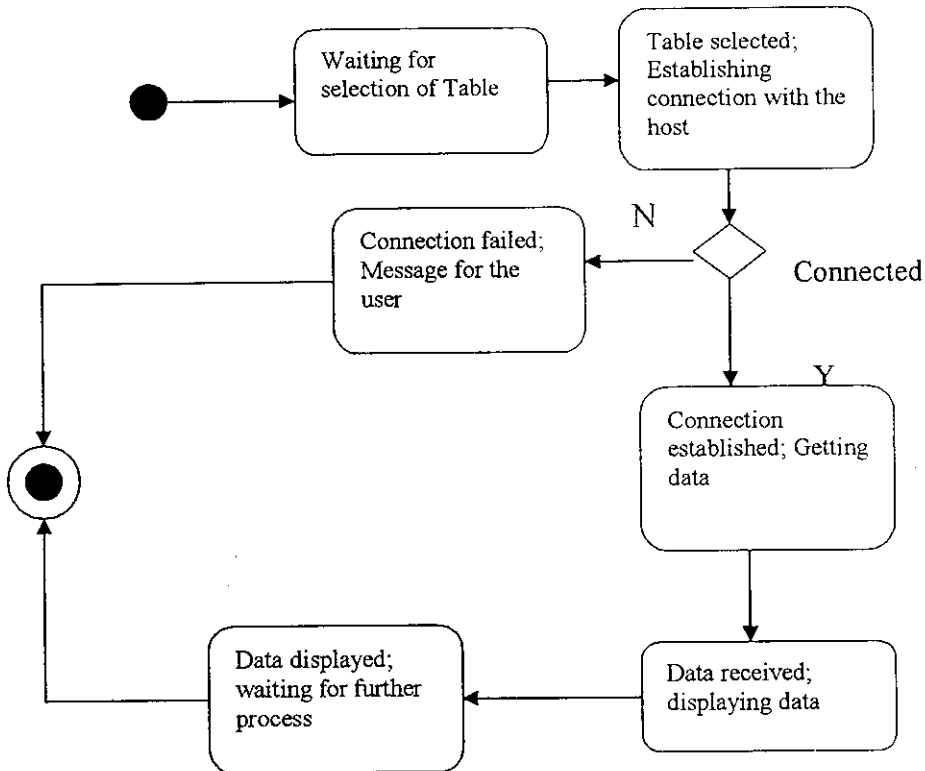 Waiting for
selection of Table
Table selected;
Establishing
connection with the
host
N
Connection failed;
Message for the
user
Connected
Y
Connection
established; Getting
data
Data displayed;
waiting for further
process
Data received;
displaying data